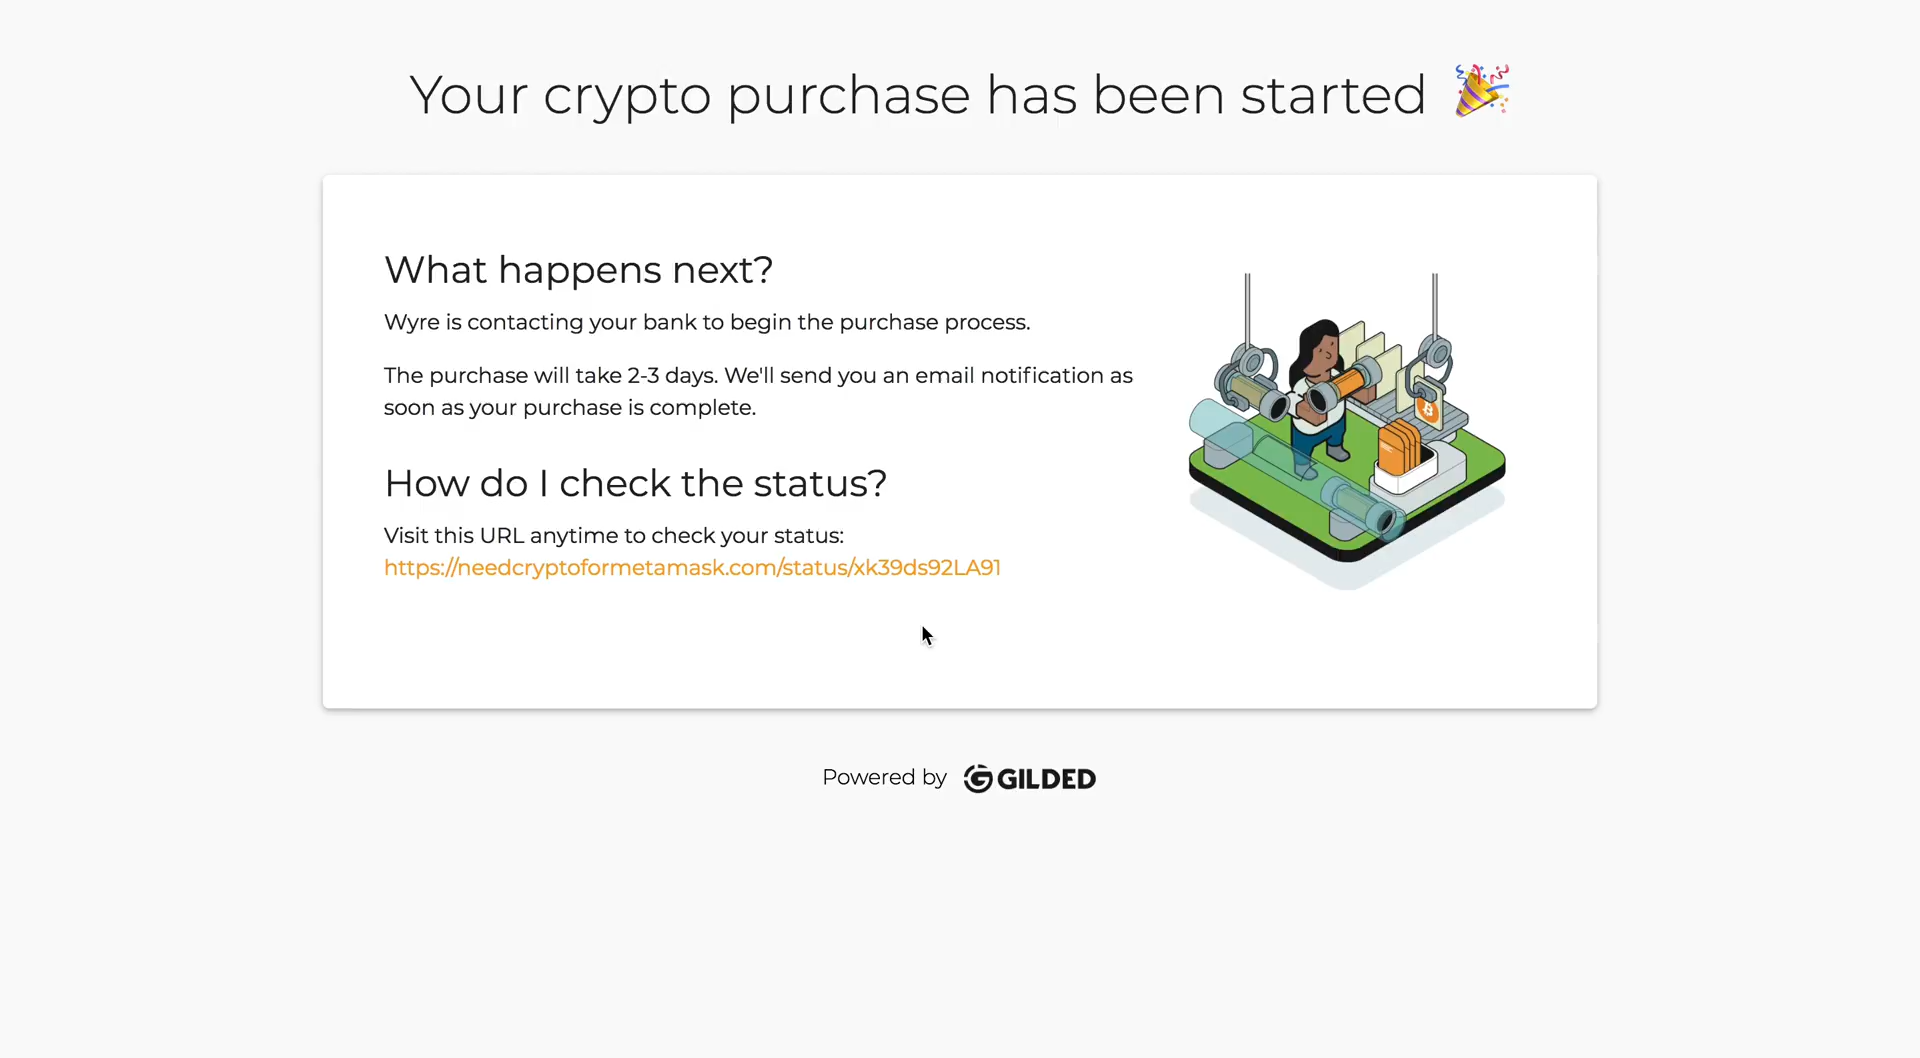 Your crypto purchase has been started
What happens next?
Wyre is contacting your bank to begin the purchase process.
The purchase will take 2-3 days. We'll send you an email notification as
soon as your purchase is complete.
How do I check the status?
Visit this URL anytime to check your status:
https://needcryptoformetamask.com/status/xk39ds92LA91
Powered by GILDED